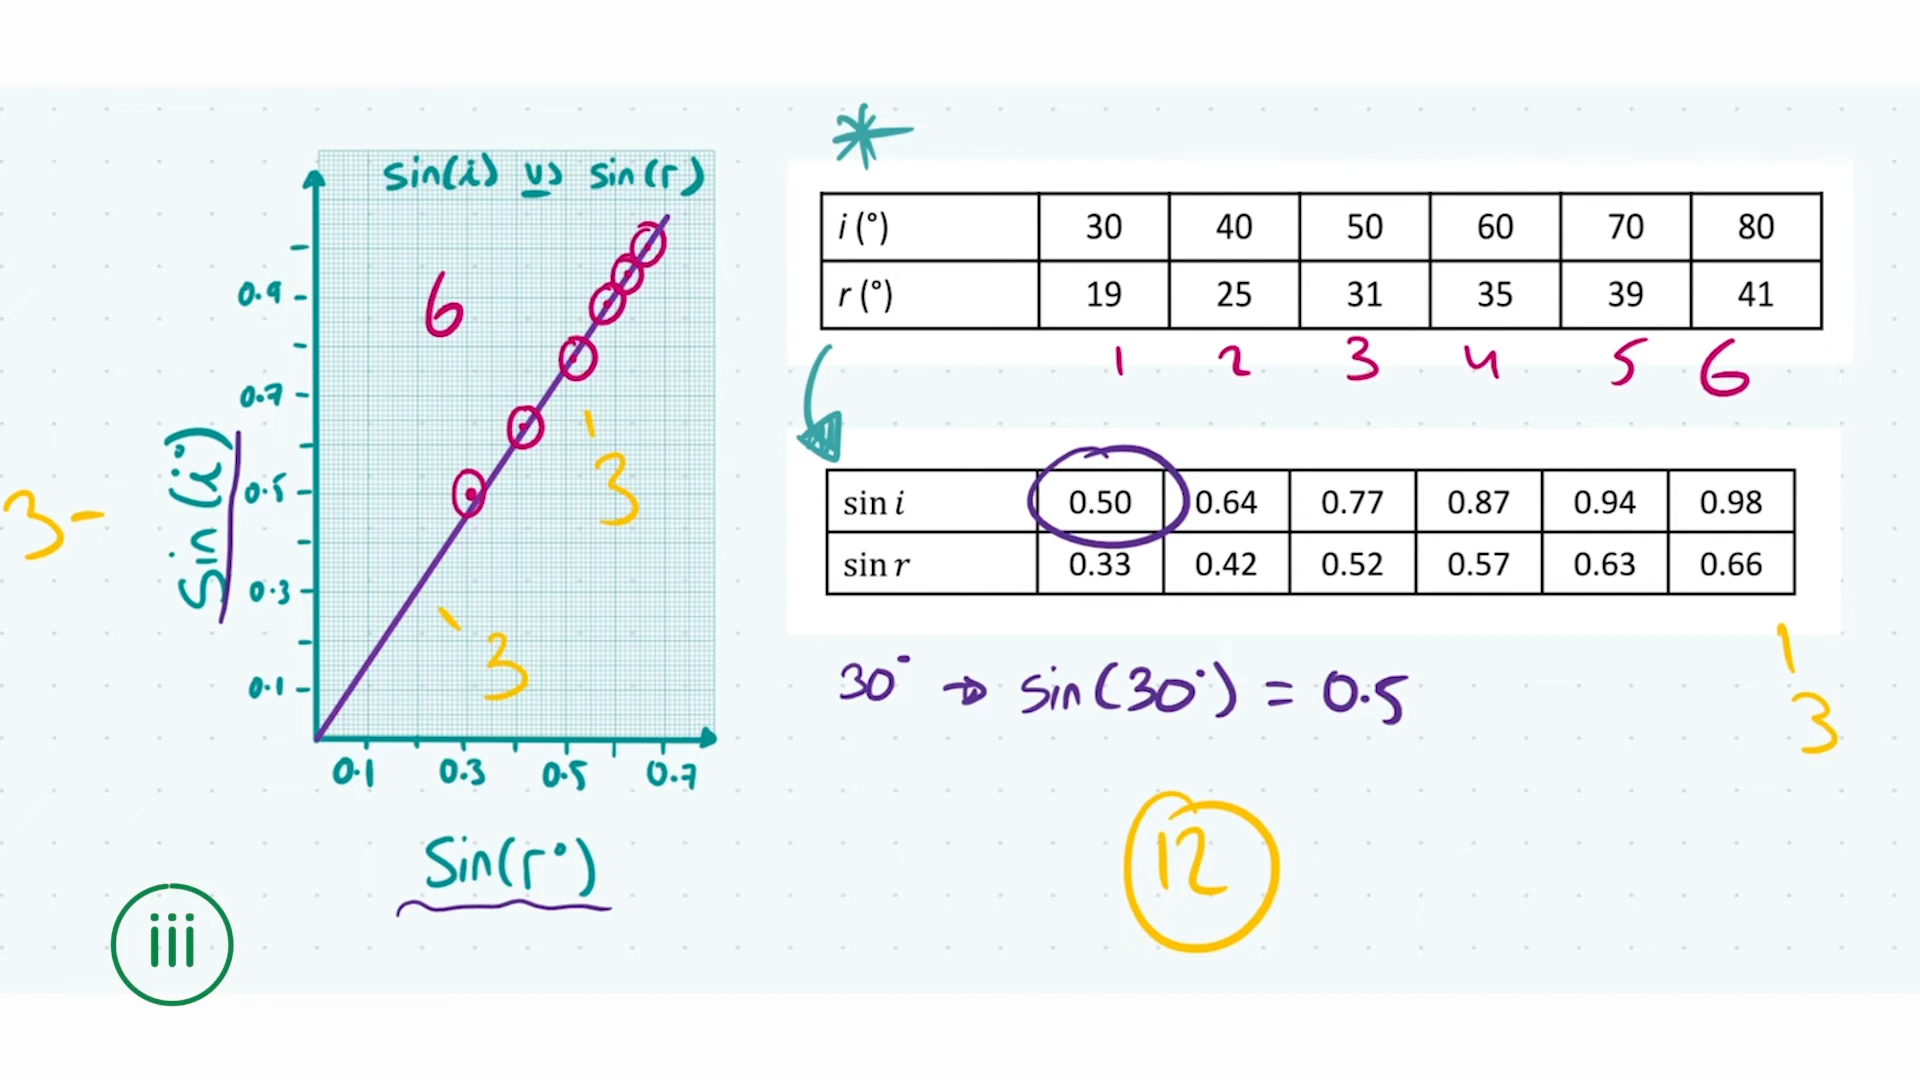 sin(i) vs sin(r)
6
0.9
0.7
0.5
0.3
0.1
Sin(i°)
3-
3
3
0.1 0.3 0.5 0.7
Sin(r°)
iii
*
i (°) 30 40 50 60 70 80
r (°) 19 25 31 35 39 41
1 2 3 4 5 6
sin i 0.50 0.64 0.77 0.87 0.94 0.98
sin r 0.33 0.42 0.52 0.57 0.63 0.66
30° → sin(30°) = 0.5
3
12